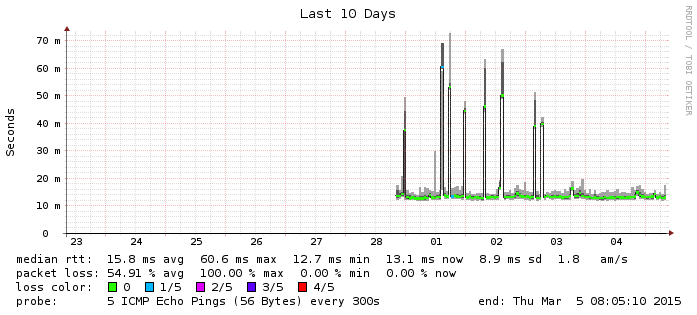 Last 10 Days
RRDTOOL / TOBI OETIKER
Seconds
70 m
60 m
50 m
40 m
30 m
20 m
10 m
0
23 24 25 26 27 28 01 02 03 04
median rtt: 15.8 ms avg 60.6 ms max 12.7 ms min 13.1 ms now 8.9 ms sd 1.8 am/s
packet loss: 54.91 % avg 100.00 % max 0.00 % min 0.00 % now
loss color: 0 1/5 2/5 3/5 4/5
probe: 5 ICMP Echo Pings (56 Bytes) every 300s end: Thu Mar 5 08:05:10 2015